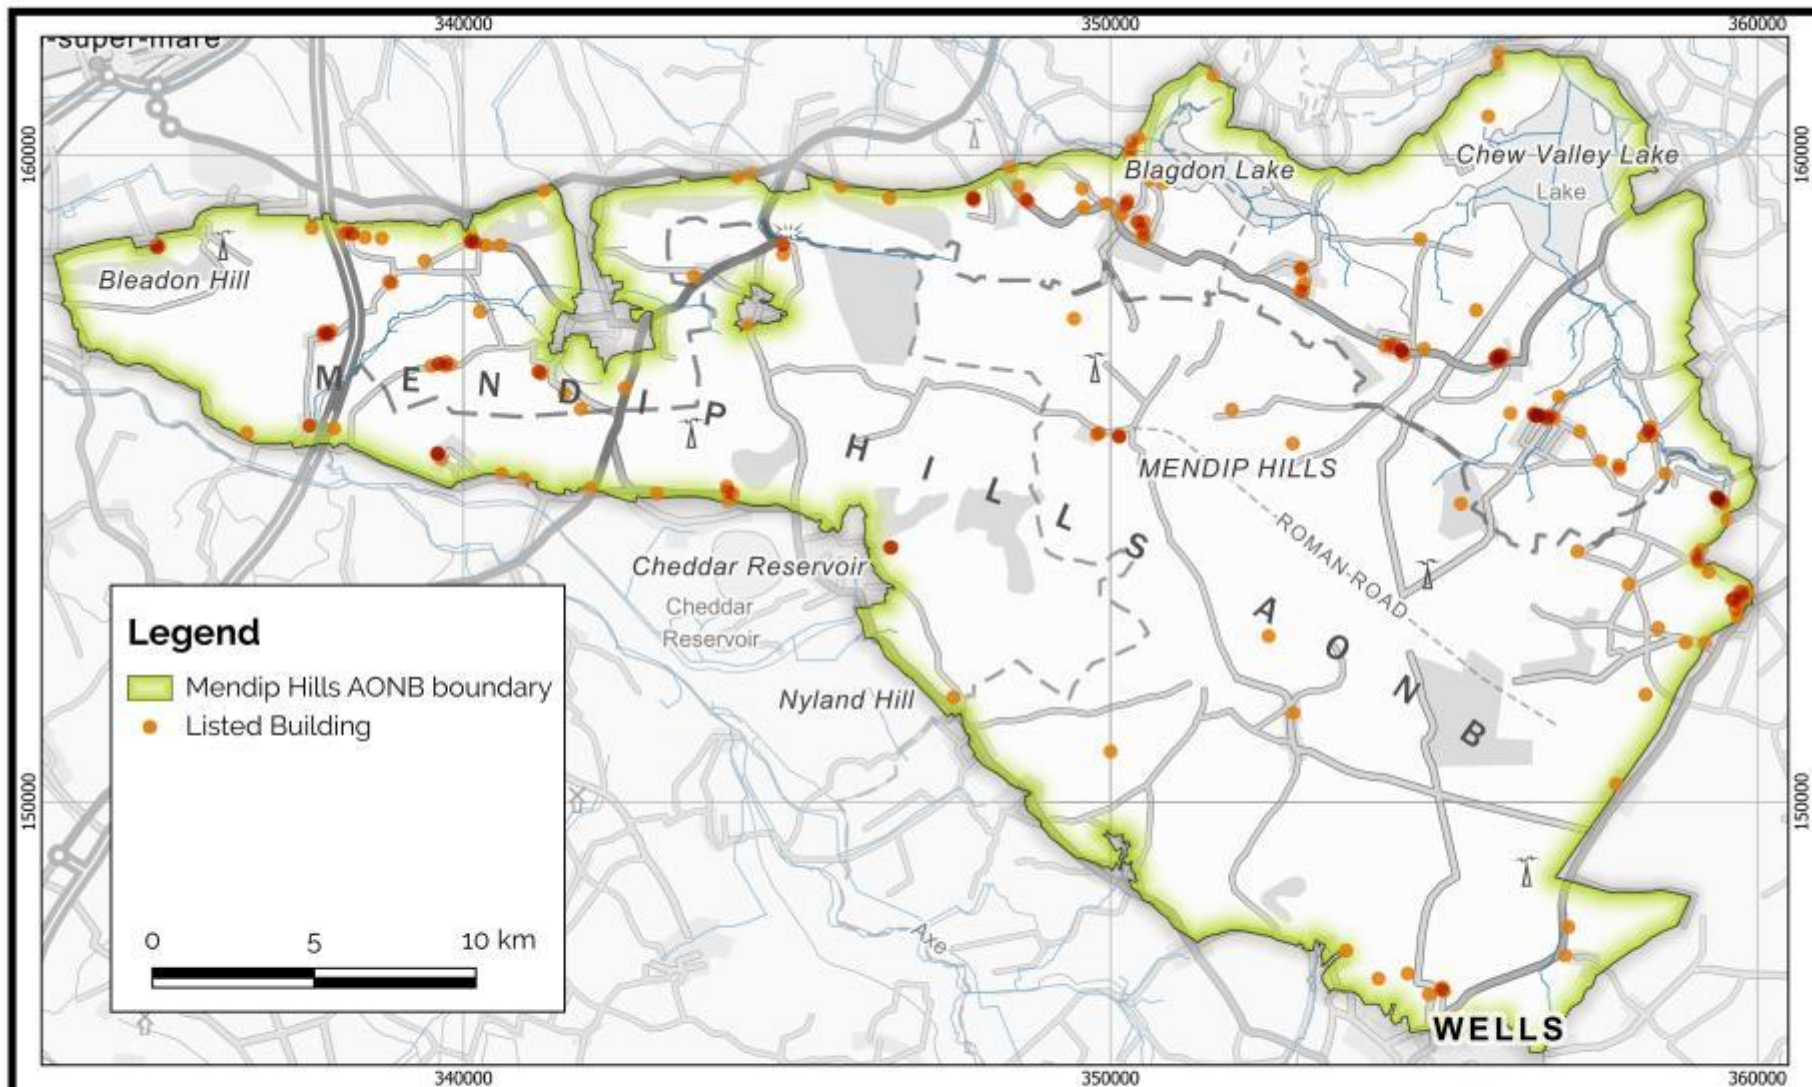 340000
350000
360000
-super-mare
160000
160000
Chew Valley Lake
Lake
Blagdon Lake
Bleadon Hill
M E N D I P
H I L L S
MENDIP HILLS
ROMAN ROAD
Cheddar Reservoir
Cheddar
Reservoir
A O N B
Nyland Hill
Legend
Mendip Hills AONB boundary
Listed Building
0 5 10 km
150000
150000
Axe
WELLS
340000
350000
360000